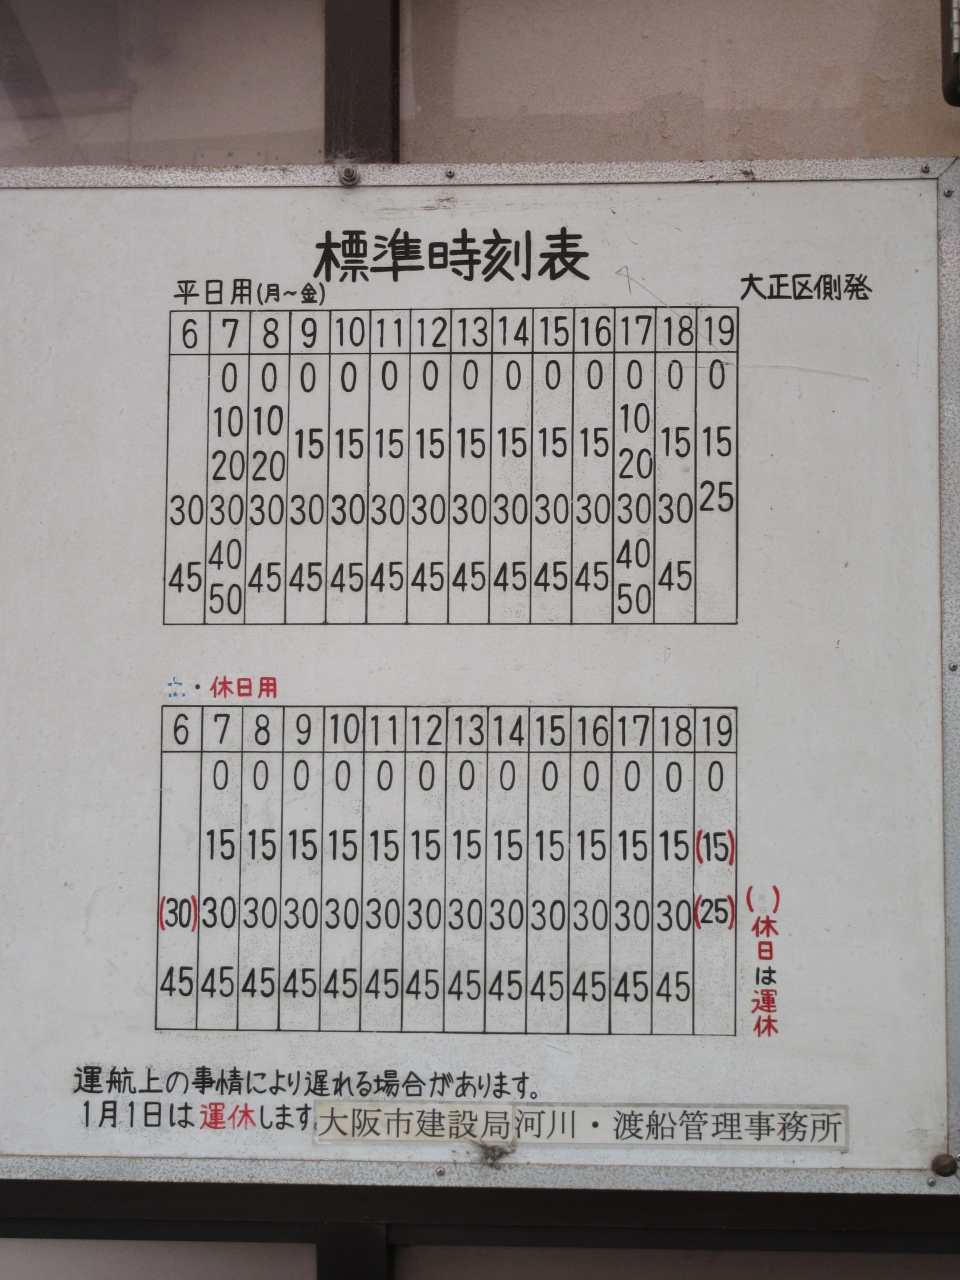 標準時刻表
平日用(月~金)
大正区側発
6 7 8 9 10 11 12 13 14 15 16 17 18 19
0 0 0 0 0 0 0 0 0 0 0 0 0
10 10 10
15 15 15 15 15 15 15 15 15 15
20 20 20
30 30 30 30 30 30 30 30 30 30 30 30 30 25
40 40
45 45 45 45 45 45 45 45 45 45 45
50 50
・休日用
6 7 8 9 10 11 12 13 14 15 16 17 18 19
0 0 0 0 0 0 0 0 0 0 0 0 0
15 15 15 15 15 15 15 15 15 15 15 15 (15)
(30) 30 30 30 30 30 30 30 30 30 30 30 30 (25)
45 45 45 45 45 45 45 45 45 45 45 45 45
( )休日は運休
運航上の事情により遅れる場合があります。
1月1日は運休します
大阪市建設局河川・渡船管理事務所